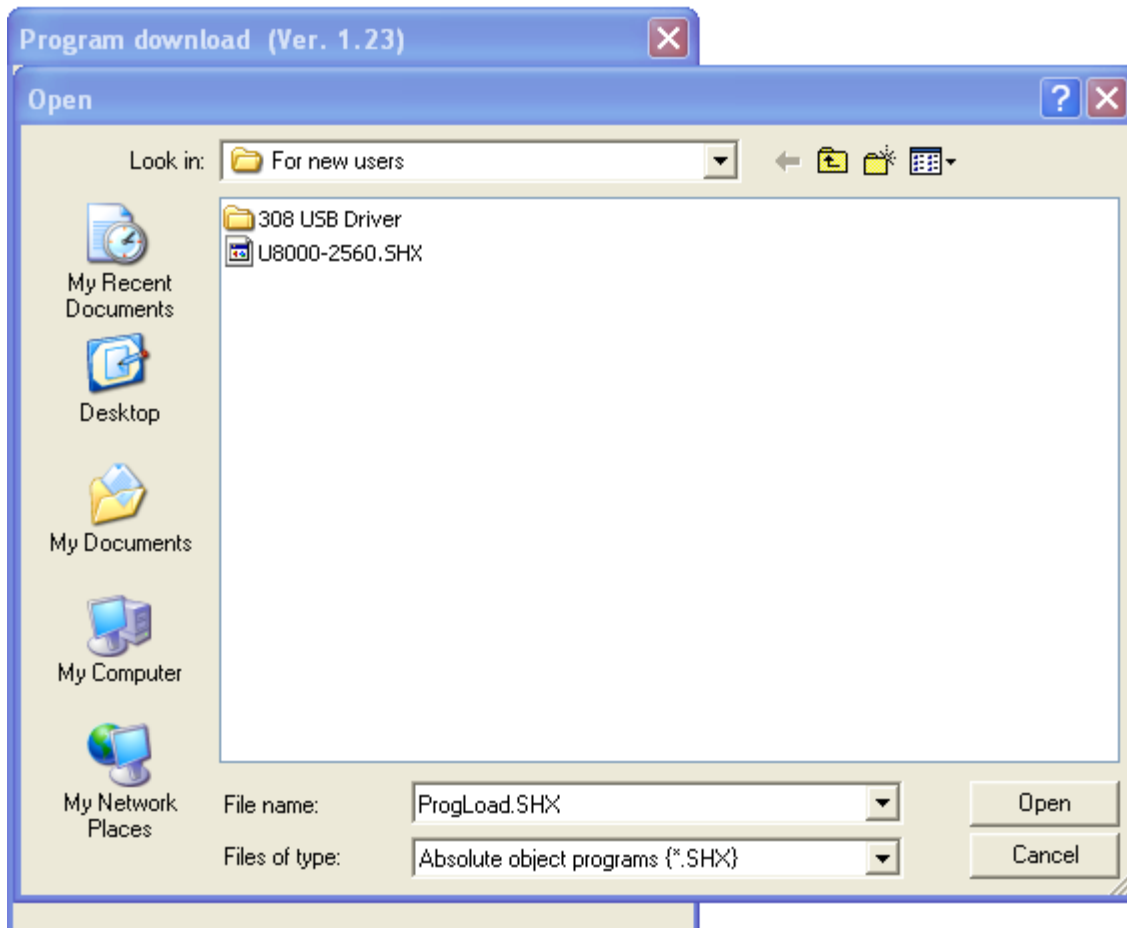 Program download (Ver. 1.23)
Open
Look in: For new users
308 USB Driver
U8000-2560.SHX
My Recent
Documents
Desktop
My Documents
My Computer
My Network
Places
File name: ProgLoad.SHX Open
Files of type: Absolute object programs {*.SHX} Cancel